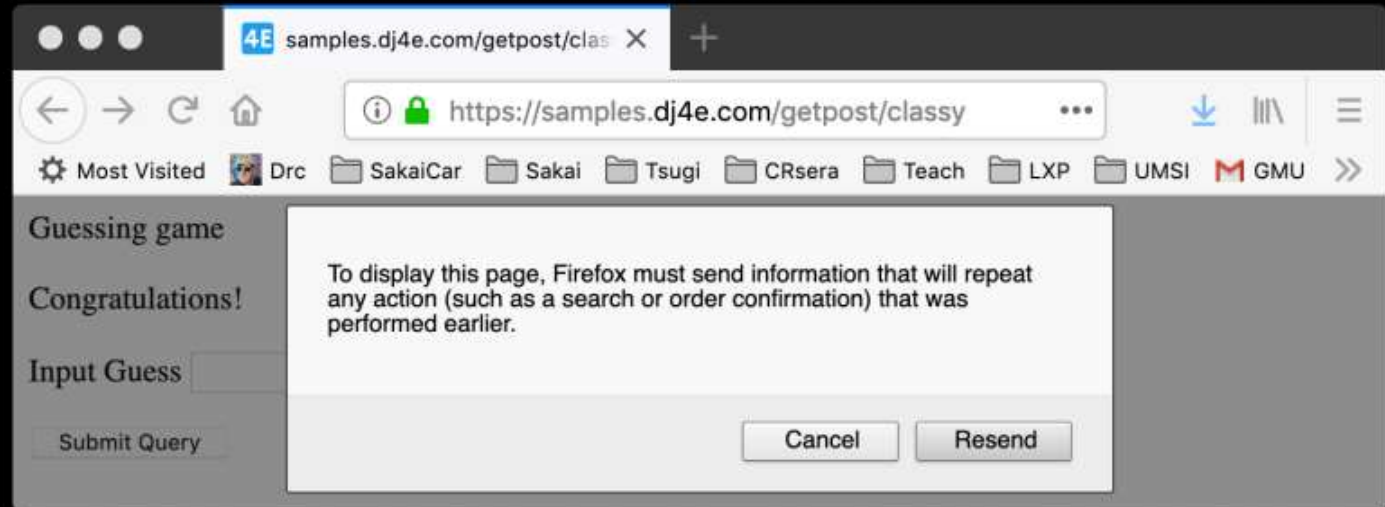 4E samples.dj4e.com/getpost/clas
https://samples.dj4e.com/getpost/classy
Most Visited Drc SakaiCar Sakai Tsugi CRsera Teach LXP UMSI GMU
Guessing game
Congratulations!
Input Guess
Submit Query
To display this page, Firefox must send information that will repeat
any action (such as a search or order confirmation) that was
performed earlier.
Cancel Resend